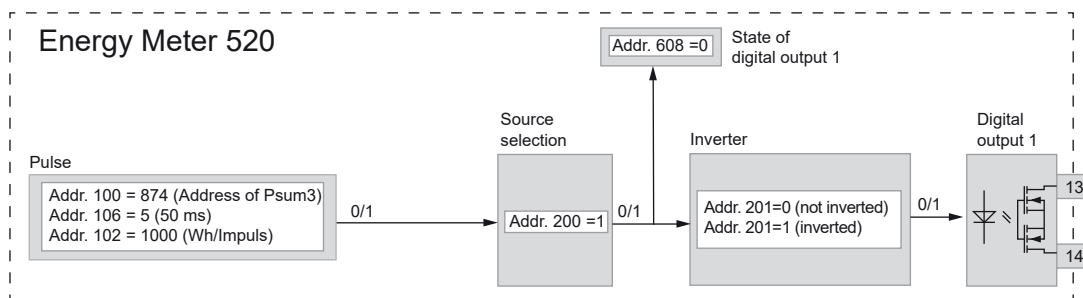 Energy Meter 520
Addr. 608 =0
State of
digital output 1
Pulse
Addr. 100 = 874 (Address of Psum3)
Addr. 106 = 5 (50 ms)
Addr. 102 = 1000 (Wh/Impuls)
0/1
Source
selection
Addr. 200 =1
0/1
Inverter
Addr. 201=0 (not inverted)
Addr. 201=1 (inverted)
0/1
Digital
output 1
13
14